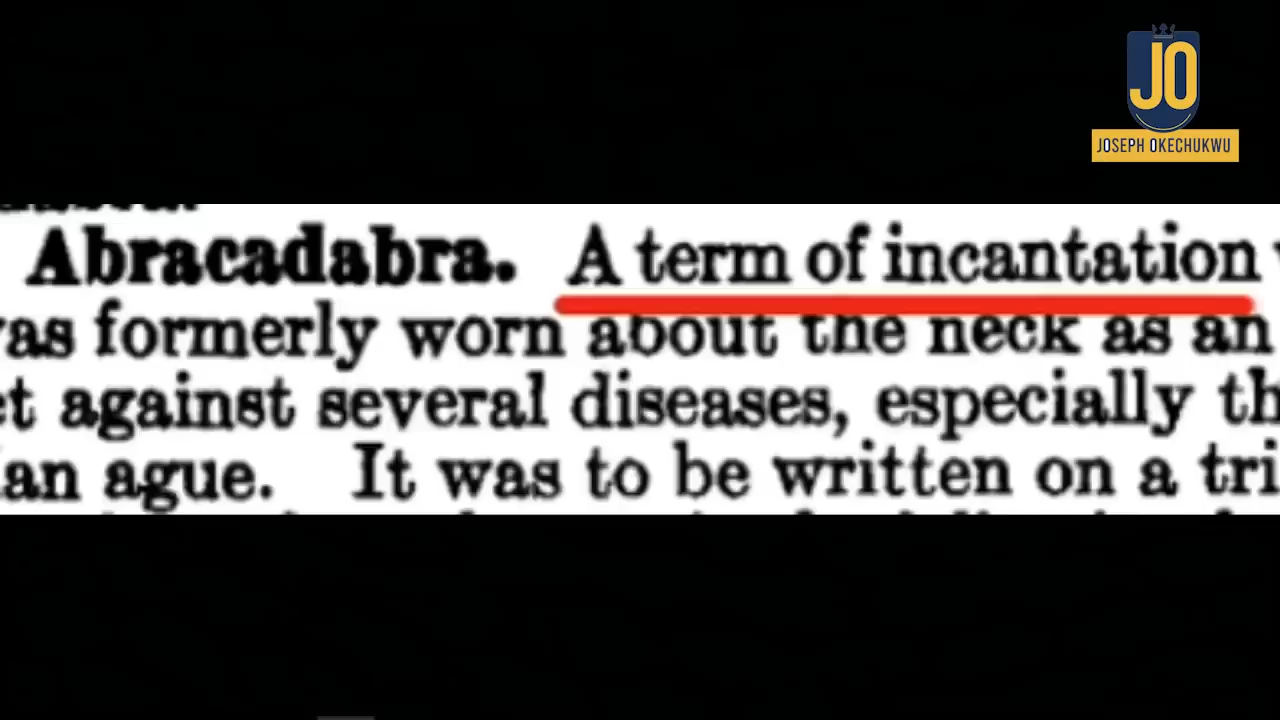 JO
JOSEPH OKECHUKWU
Abracadabra. A term of incantation
formerly worn about the neck as an
against several diseases, especially
ague. It was to be written on a